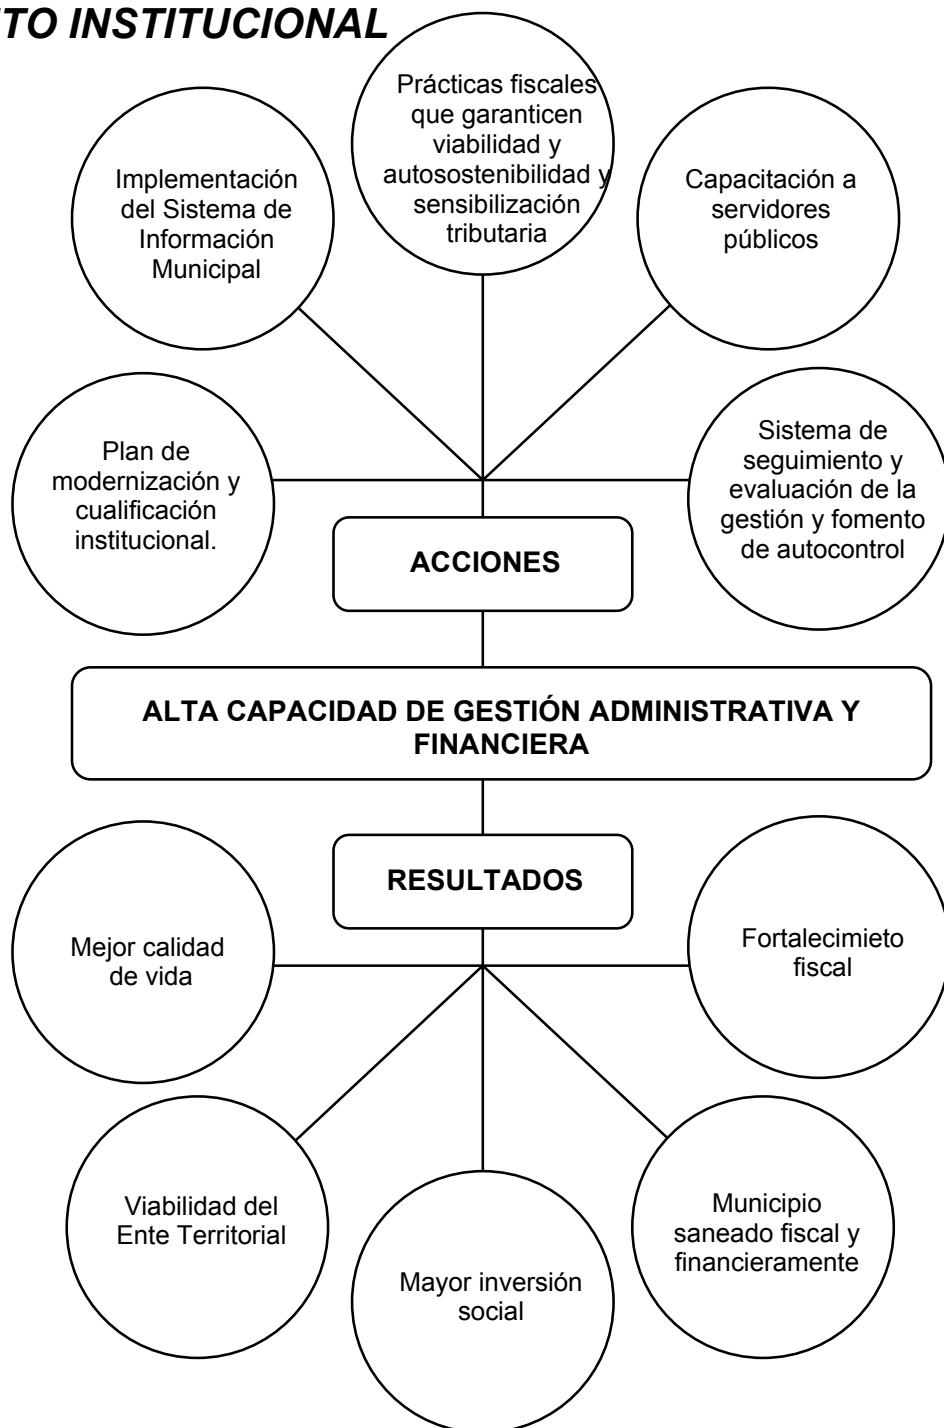 NTO INSTITUCIONAL
Prácticas fiscales
que garanticen
viabilidad y
autosostenibilidad y
sensibilización
tributaria
Implementación
del Sistema de
Información
Municipal
Capacitación a
servidores
públicos
Plan de
modernización y
cualificación
institucional.
Sistema de
seguimiento y
evaluación de la
gestión y fomento
de autocontrol
ACCIONES
ALTA CAPACIDAD DE GESTIÓN ADMINISTRATIVA Y
FINANCIERA
RESULTADOS
Mejor calidad
de vida
Fortalecimieto
fiscal
Viabilidad del
Ente Territorial
Mayor inversión
social
Municipio
saneado fiscal y
financieramente